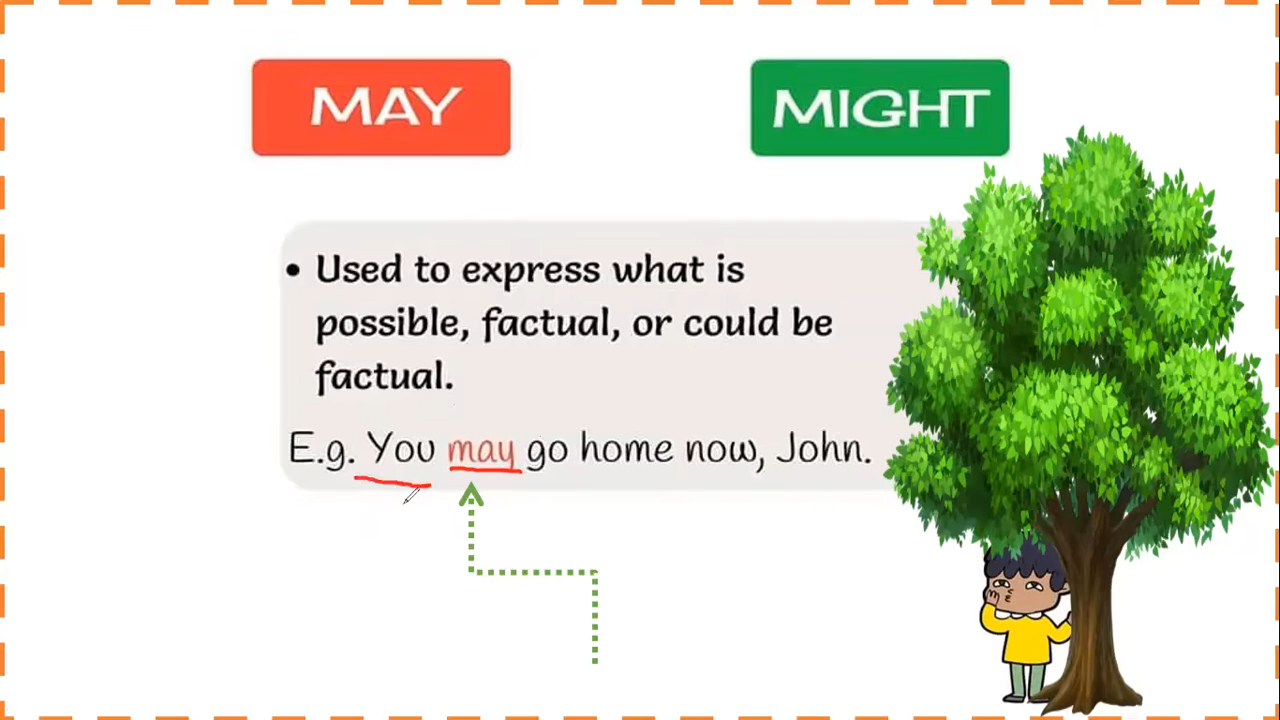 MAY
MIGHT
• Used to express what is
possible, factual, or could be
factual.
E.g. You may go home now, John.